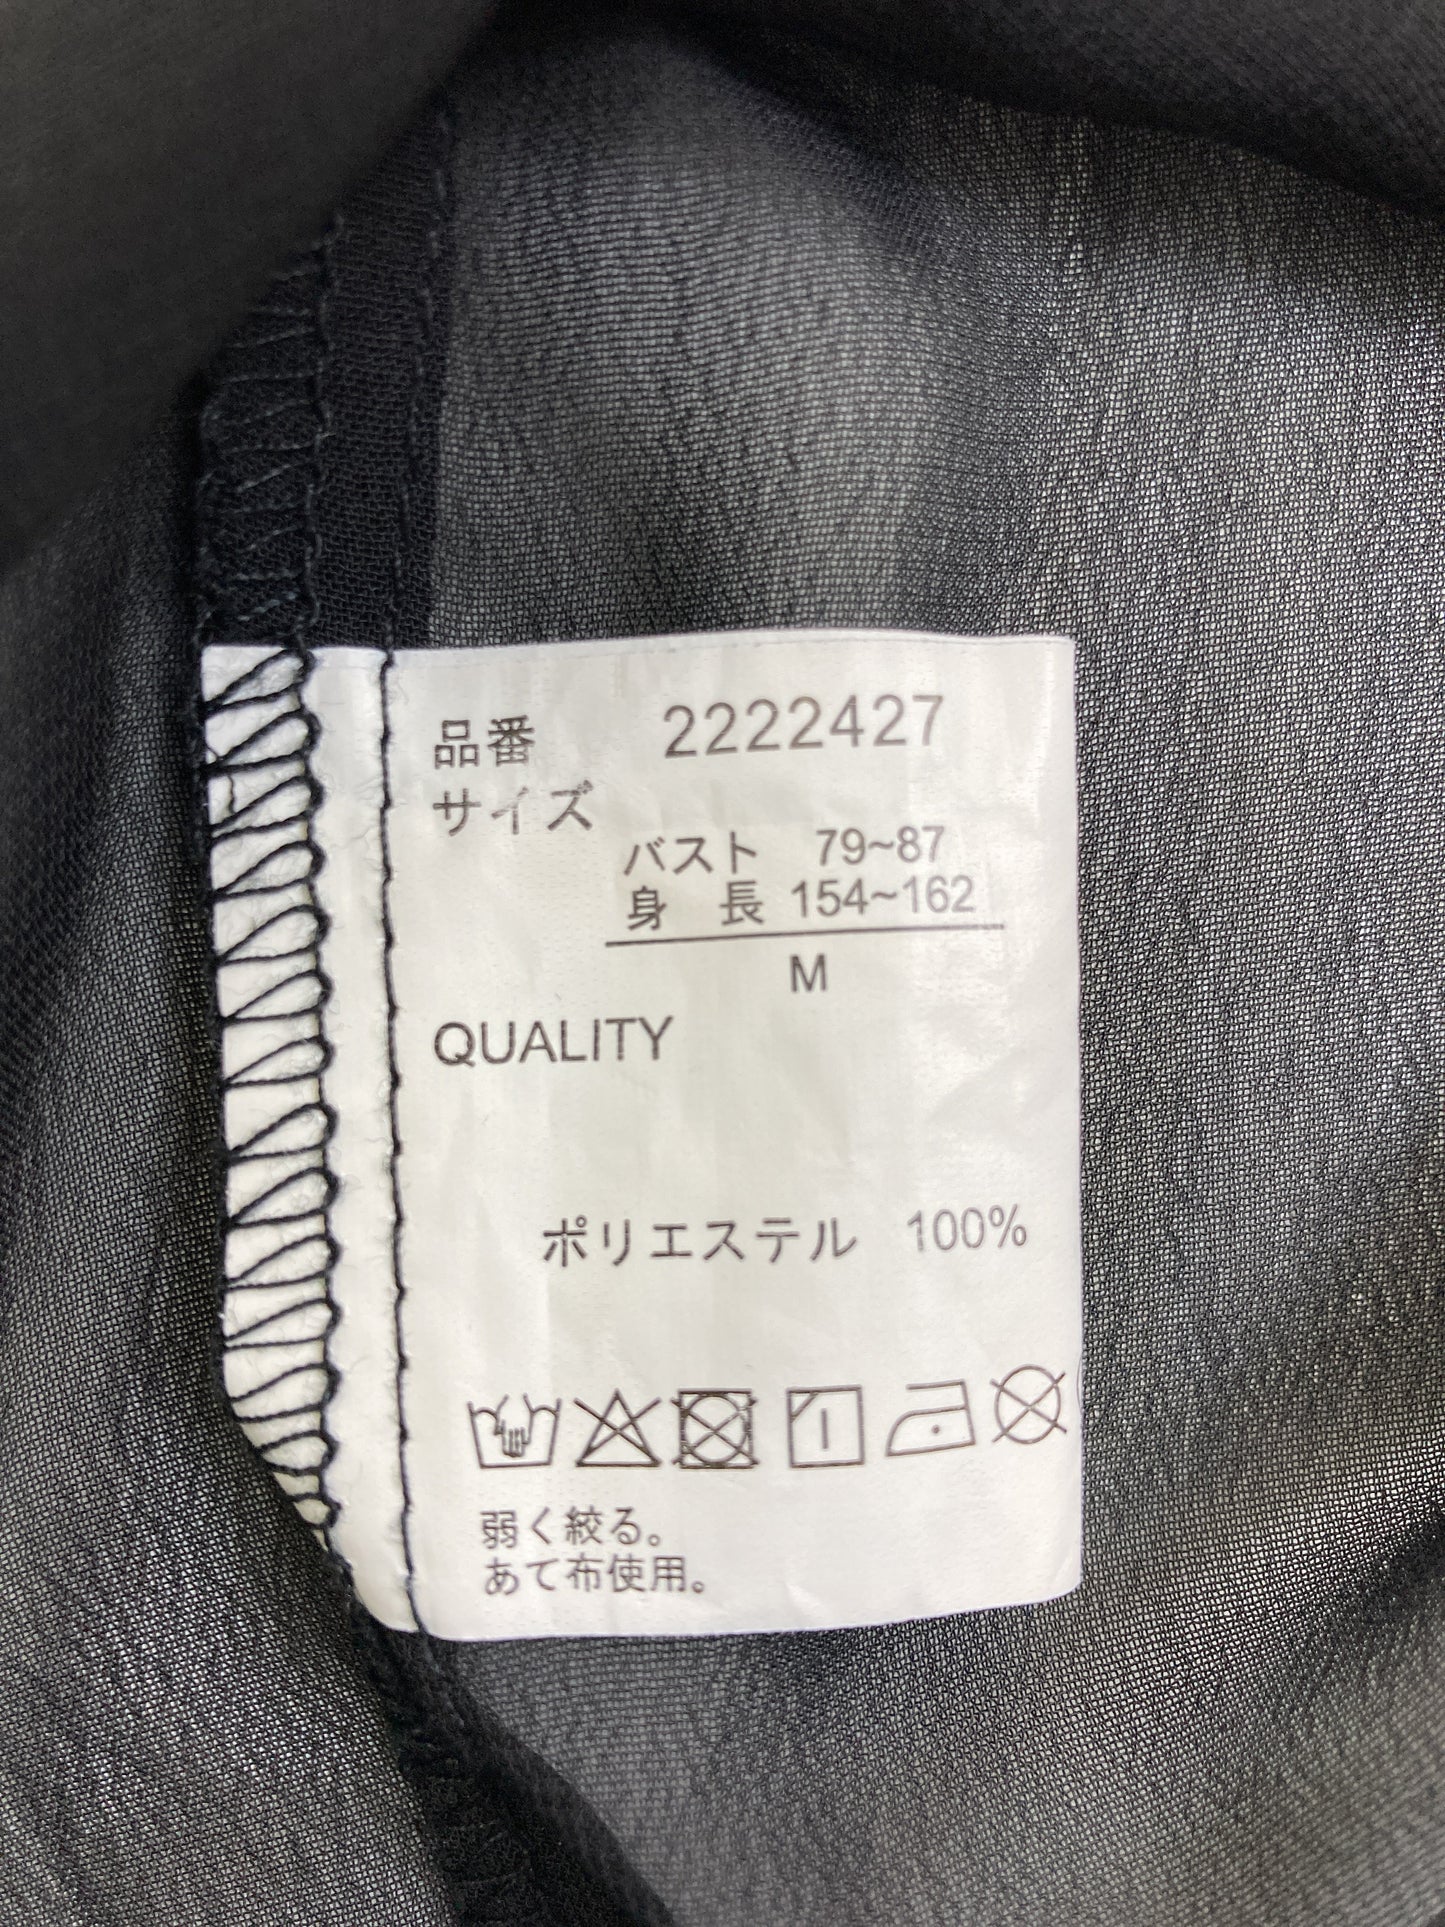 品番 2222427
サイズ
バスト 79~87
身 長 154~162
M
QUALITY
ポリエステル 100%
弱く絞る。
あて布使用。